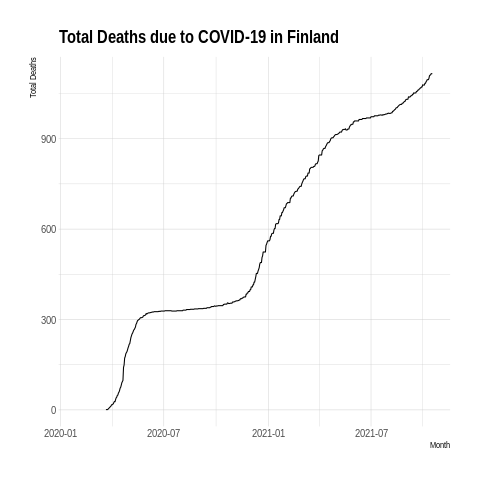 Total Deaths due to COVID-19 in Finland
Total Deaths
900
600
300
0
2020-01 2020-07 2021-01 2021-07
Month